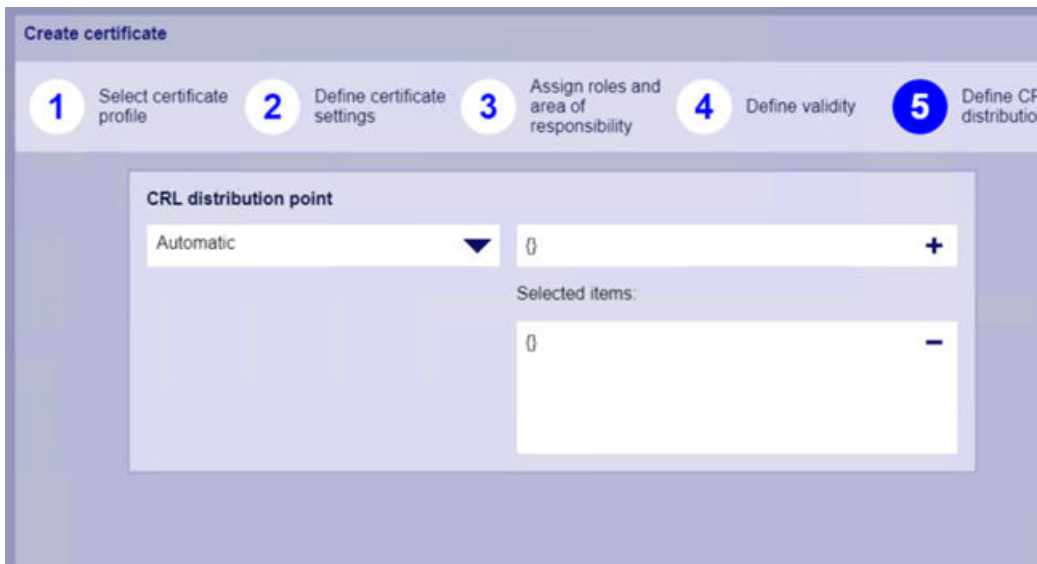 Create certificate
1
Select certificate
profile
2
Define certificate
settings
3
Assign roles and
area of
responsibility
4
Define validity
5
Define
CRL distribution point
Automatic
{}
+
Selected items:
{}
-